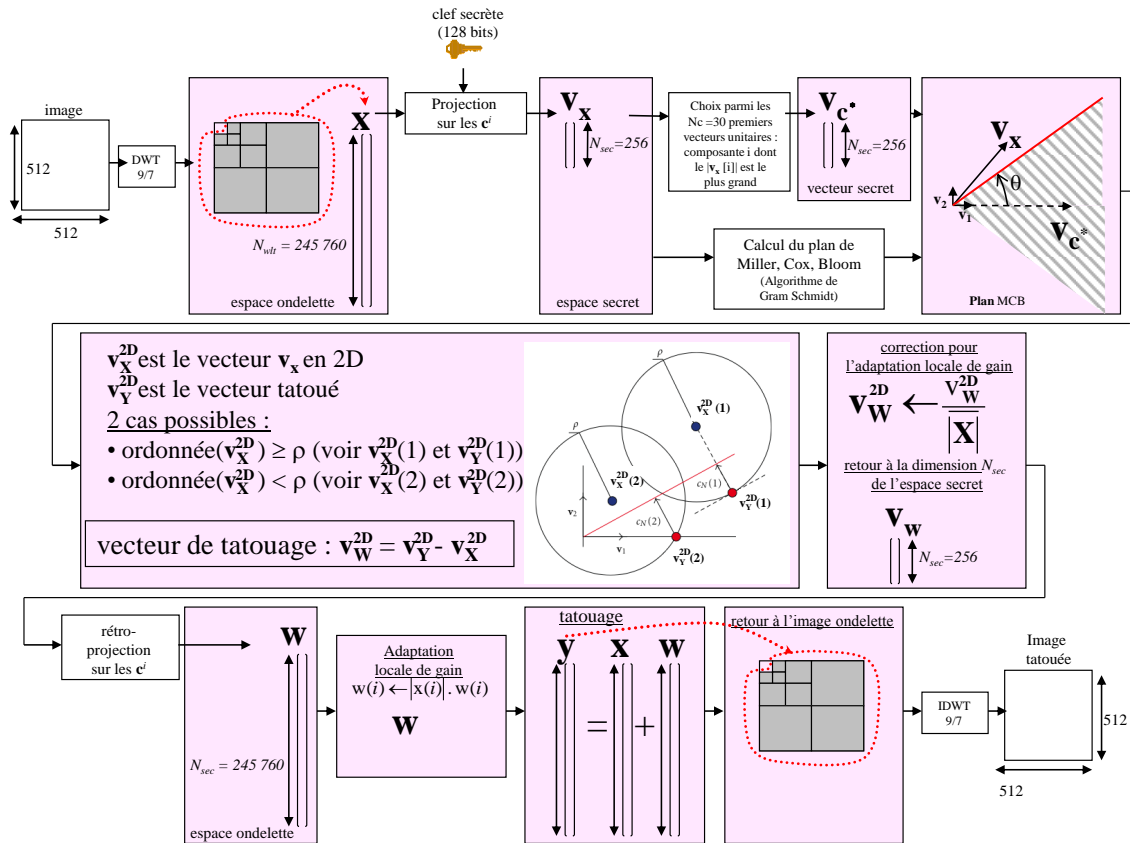 clef secrète
(128 bits)
image
512
512
DWT
9/7
x
N_wlt = 245 760
espace ondelette
Projection
sur les c^i
v_x
N_sec=256
espace secret
Choix parmi les
Nc =30 premiers
vecteurs unitaires :
composante i dont
le |v_x [i]| est le
plus grand
v_c*
N_sec=256
vecteur secret
Calcul du plan de
Miller, Cox, Bloom
(Algorithme de
Gram Schmidt)
v_x
θ
v_2
v_1
v_c*
Plan MCB
v_X^2D est le vecteur v_x en 2D
v_Y^2D est le vecteur tatoué
2 cas possibles :
• ordonnée(v_X^2D) ≥ ρ (voir v_X^2D(1) et v_Y^2D(1))
• ordonnée(v_X^2D) < ρ (voir v_X^2D(2) et v_Y^2D(2))
vecteur de tatouage : v_W^2D = v_Y^2D - v_X^2D
ρ
v_X^2D(1)
ρ
v_X^2D(2)
c_N(1)
v_Y^2D(1)
v_2
c_N(2)
v_1
v_Y^2D(2)
correction pour
l'adaptation locale de gain
v_W^2D ← V_W^2D / |X|
retour à la dimension N_sec
de l'espace secret
v_w
N_sec=256
rétro-
projection
sur les c^i
w
N_sec = 245 760
espace ondelette
Adaptation
locale de gain
w(i) ← |x(i)| . w(i)
w
tatouage
y x w
= +
retour à l'image ondelette
IDWT
9/7
Image
tatouée
512
512